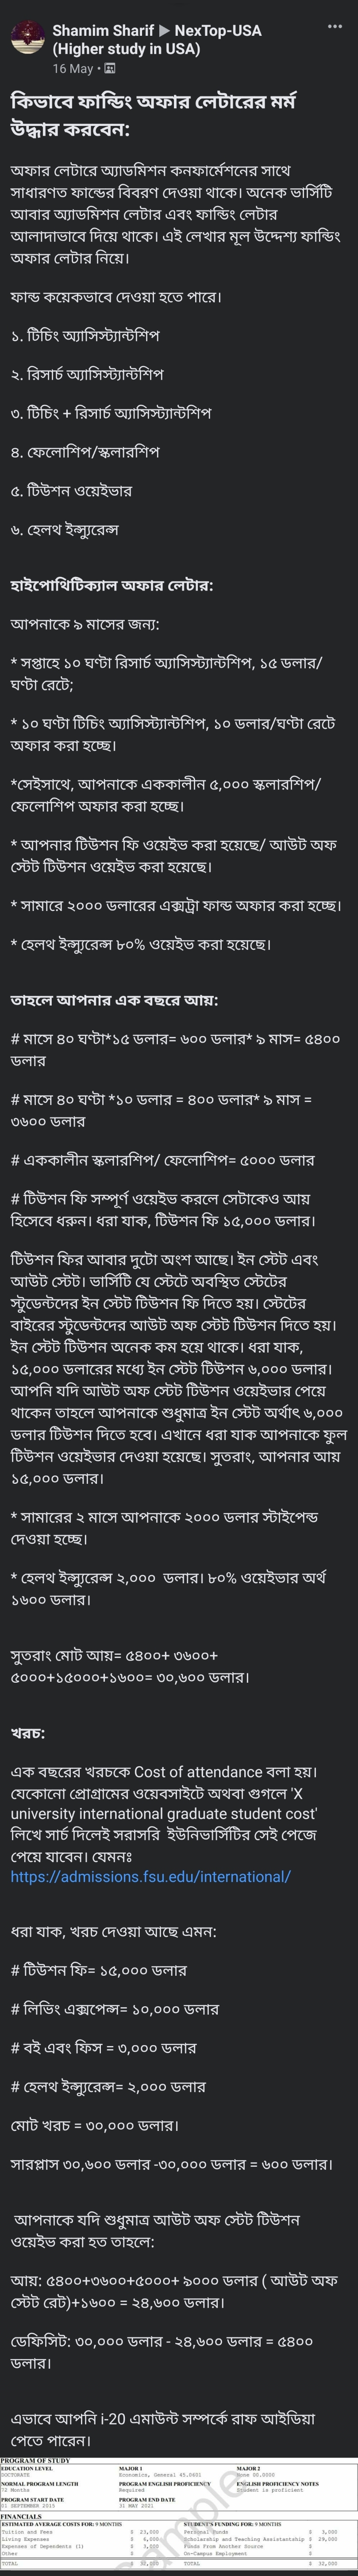 Shamim Sharif ▶ NexTop-USA
(Higher study in USA)
16 May •
কিভাবে ফান্ডিং অফার লেটারের মর্ম
উদ্ধার করবেন:
অফার লেটারে অ্যাডমিশন কনফার্মেশনের সাথে
সাধারণত ফান্ডের বিবরণ দেওয়া থাকে। অনেক ভার্সিটি
আবার অ্যাডমিশন লেটার এবং ফান্ডিং লেটার
আলাদাভাবে দিয়ে থাকে। এই লেখার মূল উদ্দেশ্য ফান্ডিং
অফার লেটার নিয়ে।
ফান্ড কয়েকভাবে দেওয়া হতে পারে।
১. টিচিং অ্যাসিস্ট্যান্টশিপ
২. রিসার্চ অ্যাসিস্ট্যান্টশিপ
৩. টিচিং + রিসার্চ অ্যাসিস্ট্যান্টশিপ
৪. ফেলোশিপ/স্কলারশিপ
৫. টিউশন ওয়েইভার
৬. হেলথ ইন্স্যুরেন্স
হাইপোথিটিক্যাল অফার লেটার:
আপনাকে ৯ মাসের জন্য:
* সপ্তাহে ১০ ঘণ্টা রিসার্চ অ্যাসিস্ট্যান্টশিপ, ১৫ ডলার/
ঘণ্টা রেটে;
* ১০ ঘণ্টা টিচিং অ্যাসিস্ট্যান্টশিপ, ১০ ডলার/ঘণ্টা রেটে
অফার করা হচ্ছে।
*সেইসাথে, আপনাকে এককালীন ৫,০০০ স্কলারশিপ/
ফেলোশিপ অফার করা হচ্ছে।
* আপনার টিউশন ফি ওয়েইভ করা হয়েছে/ আউট অফ
স্টেট টিউশন ওয়েইভ করা হয়েছে।
* সামারে ২০০০ ডলারের এক্সট্রা ফান্ড অফার করা হচ্ছে।
* হেলথ ইন্স্যুরেন্স ৮০% ওয়েইভ করা হয়েছে।
তাহলে আপনার এক বছরে আয়:
# মাসে ৪০ ঘণ্টা*১৫ ডলার= ৬০০ ডলার* ৯ মাস= ৫৪০০
ডলার
# মাসে ৪০ ঘণ্টা *১০ ডলার = ৪০০ ডলার* ৯ মাস =
৩৬০০ ডলার
# এককালীন স্কলারশিপ/ ফেলোশিপ= ৫০০০ ডলার
# টিউশন ফি সম্পূর্ণ ওয়েইভ করলে সেটাকেও আয়
হিসেবে ধরুন। ধরা যাক, টিউশন ফি ১৫,০০০ ডলার।
টিউশন ফির আবার দুটো অংশ আছে। ইন স্টেট এবং
আউট স্টেট। ভার্সিটি যে স্টেটে অবস্থিত স্টেটের
স্টুডেন্টদের ইন স্টেট টিউশন ফি দিতে হয়। স্টেটের
বাইরের স্টুডেন্টদের আউট অফ স্টেট টিউশন দিতে হয়।
ইন স্টেট টিউশন অনেক কম হয়ে থাকে। ধরা যাক,
১৫,০০০ ডলারের মধ্যে ইন স্টেট টিউশন ৬,০০০ ডলার।
আপনি যদি আউট অফ স্টেট টিউশন ওয়েইভার পেয়ে
থাকেন তাহলে আপনাকে শুধুমাত্র ইন স্টেট অর্থাৎ ৬,০০০
ডলার টিউশন দিতে হবে। এখানে ধরা যাক আপনাকে ফুল
টিউশন ওয়েইভার দেওয়া হয়েছে। সুতরাং, আপনার আয়
১৫,০০০ ডলার।
* সামারের ২ মাসে আপনাকে ২০০০ ডলার স্টাইপেন্ড
দেওয়া হচ্ছে।
* হেলথ ইন্স্যুরেন্স ২,০০০ ডলার। ৮০% ওয়েইভার অর্থ
১৬০০ ডলার।
সুতরাং মোট আয়= ৫৪০০+ ৩৬০০+
৫০০০+১৫০০০+১৬০০= ৩০,৬০০ ডলার।
খরচ:
এক বছরের খরচকে Cost of attendance বলা হয়।
যেকোনো প্রোগ্রামের ওয়েবসাইটে অথবা গুগলে 'X
university international graduate student cost'
লিখে সার্চ দিলেই সরাসরি ইউনিভার্সিটির সেই পেজে
পেয়ে যাবেন। যেমনঃ
https://admissions.fsu.edu/international/
ধরা যাক, খরচ দেওয়া আছে এমন:
# টিউশন ফি= ১৫,০০০ ডলার
# লিভিং এক্সপেন্স= ১০,০০০ ডলার
# বই এবং ফিস = ৩,০০০ ডলার
# হেলথ ইন্স্যুরেন্স= ২,০০০ ডলার
মোট খরচ = ৩০,০০০ ডলার।
সারপ্লাস ৩০,৬০০ ডলার -৩০,০০০ ডলার = ৬০০ ডলার।
আপনাকে যদি শুধুমাত্র আউট অফ স্টেট টিউশন
ওয়েইভ করা হত তাহলে:
আয়: ৫৪০০+৩৬০০+৫০০০+ ৯০০০ ডলার ( আউট অফ
স্টেট রেট)+১৬০০ = ২৪,৬০০ ডলার।
ডেফিসিট: ৩০,০০০ ডলার - ২৪,৬০০ ডলার = ৫৪০০
ডলার।
এভাবে আপনি i-20 এমাউন্ট সম্পর্কে রাফ আইডিয়া
পেতে পারেন।
PROGRAM OF STUDY
EDUCATION LEVEL MAJOR 1 MAJOR 2
DOCTORATE Economics, General 45.0601 None 00.0000
NORMAL PROGRAM LENGTH PROGRAM ENGLISH PROFICIENCY ENGLISH PROFICIENCY NOTES
72 Months Required Student is proficient
PROGRAM START DATE PROGRAM END DATE
01 SEPTEMBER 2015 31 MAY 2021
FINANCIALS
ESTIMATED AVERAGE COSTS FOR: 9 MONTHS STUDENT'S FUNDING FOR: 9 MONTHS
Tuition and Fees $ 23,000 Personal Funds $ 3,000
Living Expenses $ 6,000 Scholarship and Teaching Assistantship $ 29,000
Expenses of Dependents (1) $ 3,000 Funds From Another Source $
Other $ On-Campus Employment $
TOTAL $ 32,000 TOTAL $ 32,000
Sample